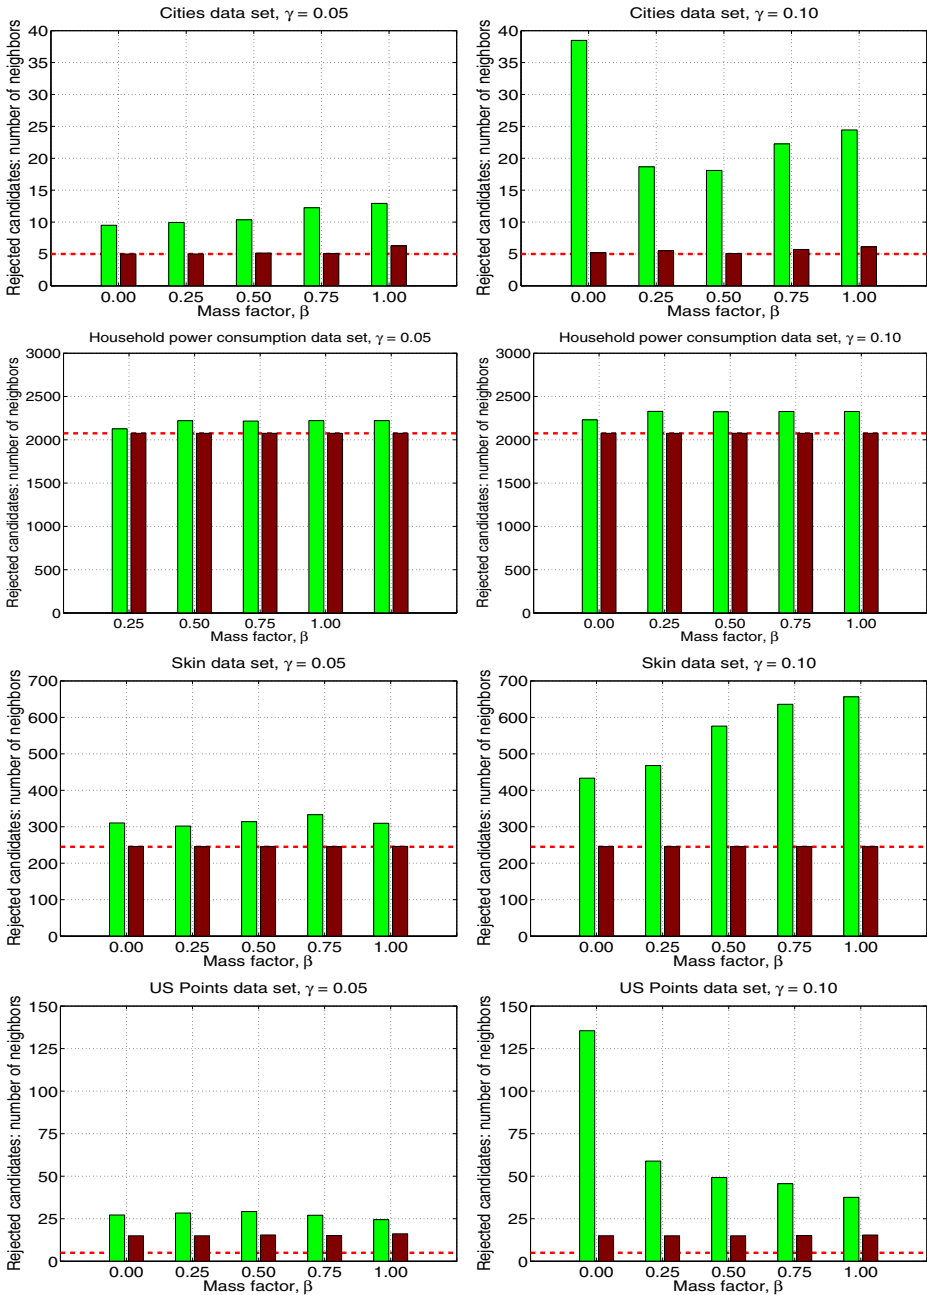 Cities data set, γ = 0.05
Rejected candidates: number of neighbors
40
35
30
25
20
15
10
5
0
0.00 0.25 0.50 0.75 1.00
Mass factor, β
Cities data set, γ = 0.10
Rejected candidates: number of neighbors
40
35
30
25
20
15
10
5
0
0.00 0.25 0.50 0.75 1.00
Mass factor, β
Household power consumption data set, γ = 0.05
Rejected candidates: number of neighbors
3000
2500
2000
1500
1000
500
0
0.25 0.50 0.75 1.00
Mass factor, β
Household power consumption data set, γ = 0.10
Rejected candidates: number of neighbors
3000
2500
2000
1500
1000
500
0
0.00 0.25 0.50 0.75 1.00
Mass factor, β
Skin data set, γ = 0.05
Rejected candidates: number of neighbors
700
600
500
400
300
200
100
0
0.00 0.25 0.50 0.75 1.00
Mass factor, β
Skin data set, γ = 0.10
Rejected candidates: number of neighbors
700
600
500
400
300
200
100
0
0.00 0.25 0.50 0.75 1.00
Mass factor, β
US Points data set, γ = 0.05
Rejected candidates: number of neighbors
150
125
100
75
50
25
0
0.00 0.25 0.50 0.75 1.00
Mass factor, β
US Points data set, γ = 0.10
Rejected candidates: number of neighbors
150
125
100
75
50
25
0
0.00 0.25 0.50 0.75 1.00
Mass factor, β